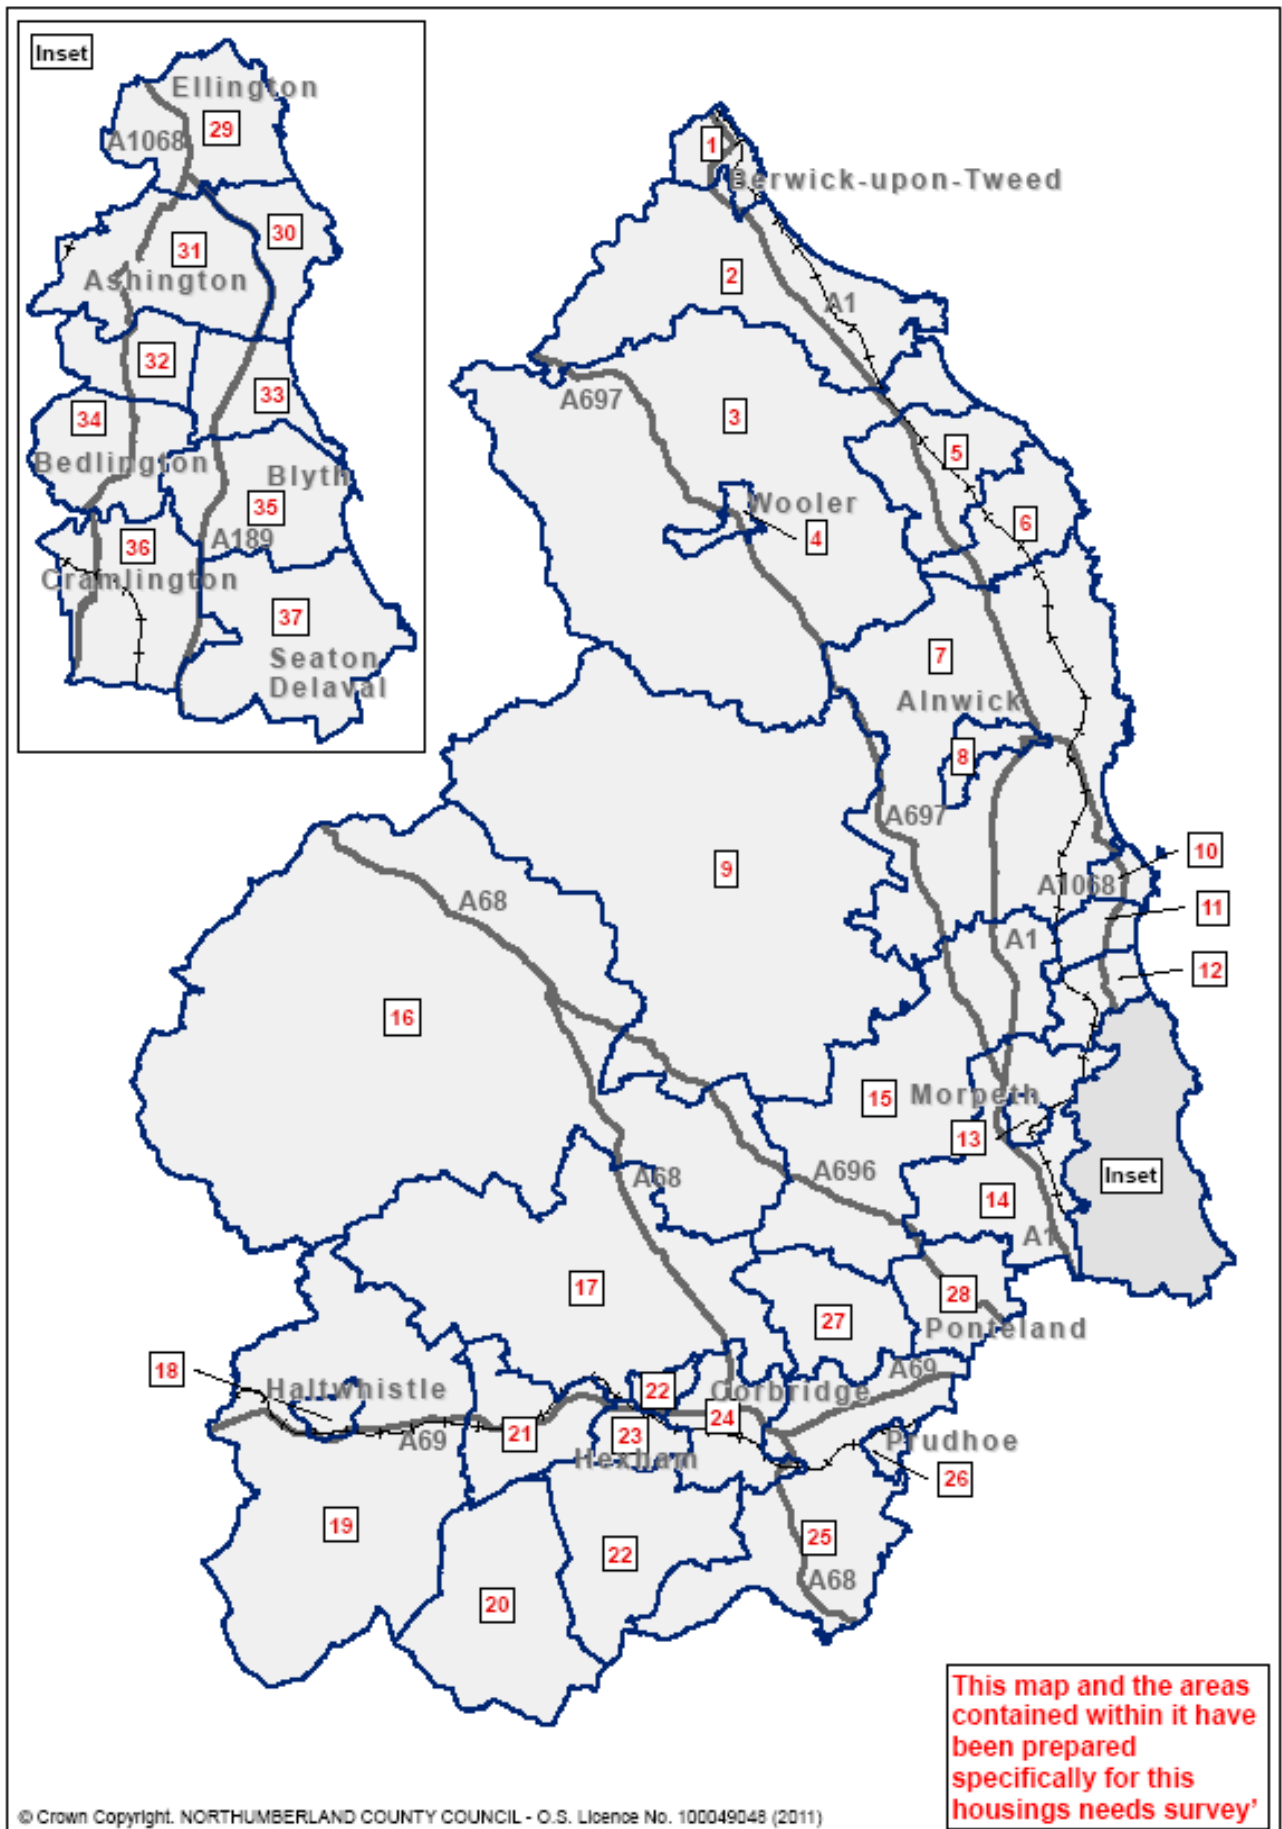 Inset
Ellington
29
A1068
30
31
Ashington
32
33
34
Bedlington
Blyth
35
36
A189
Cramlington
37
Seaton
Delaval
1
Berwick-upon-Tweed
2
A1
A697
3
5
Wooler
4
6
7
Alnwick
8
A697
9
10
A1068
A68
11
A1
12
16
15
Morpeth
13
A696
A68
Inset
14
A1
17
28
27
Ponteland
18
Haltwhistle
A69
22
Corbridge
24
21
23
A69
Prudhoe
Hexham
26
19
25
22
A68
20
This map and the areas
contained within it have
been prepared
specifically for this
housings needs survey'
© Crown Copyright. NORTHUMBERLAND COUNTY COUNCIL - O.S. Licence No. 100049048 (2011)